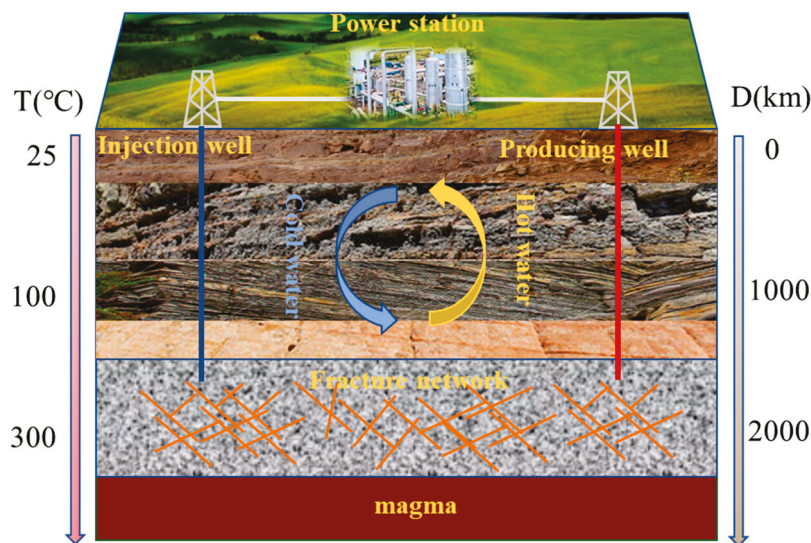 Power station
T(°C)
D(km)
Injection well
Producing well
25
0
Cold water
Hot water
100
1000
Fracture network
300
2000
magma